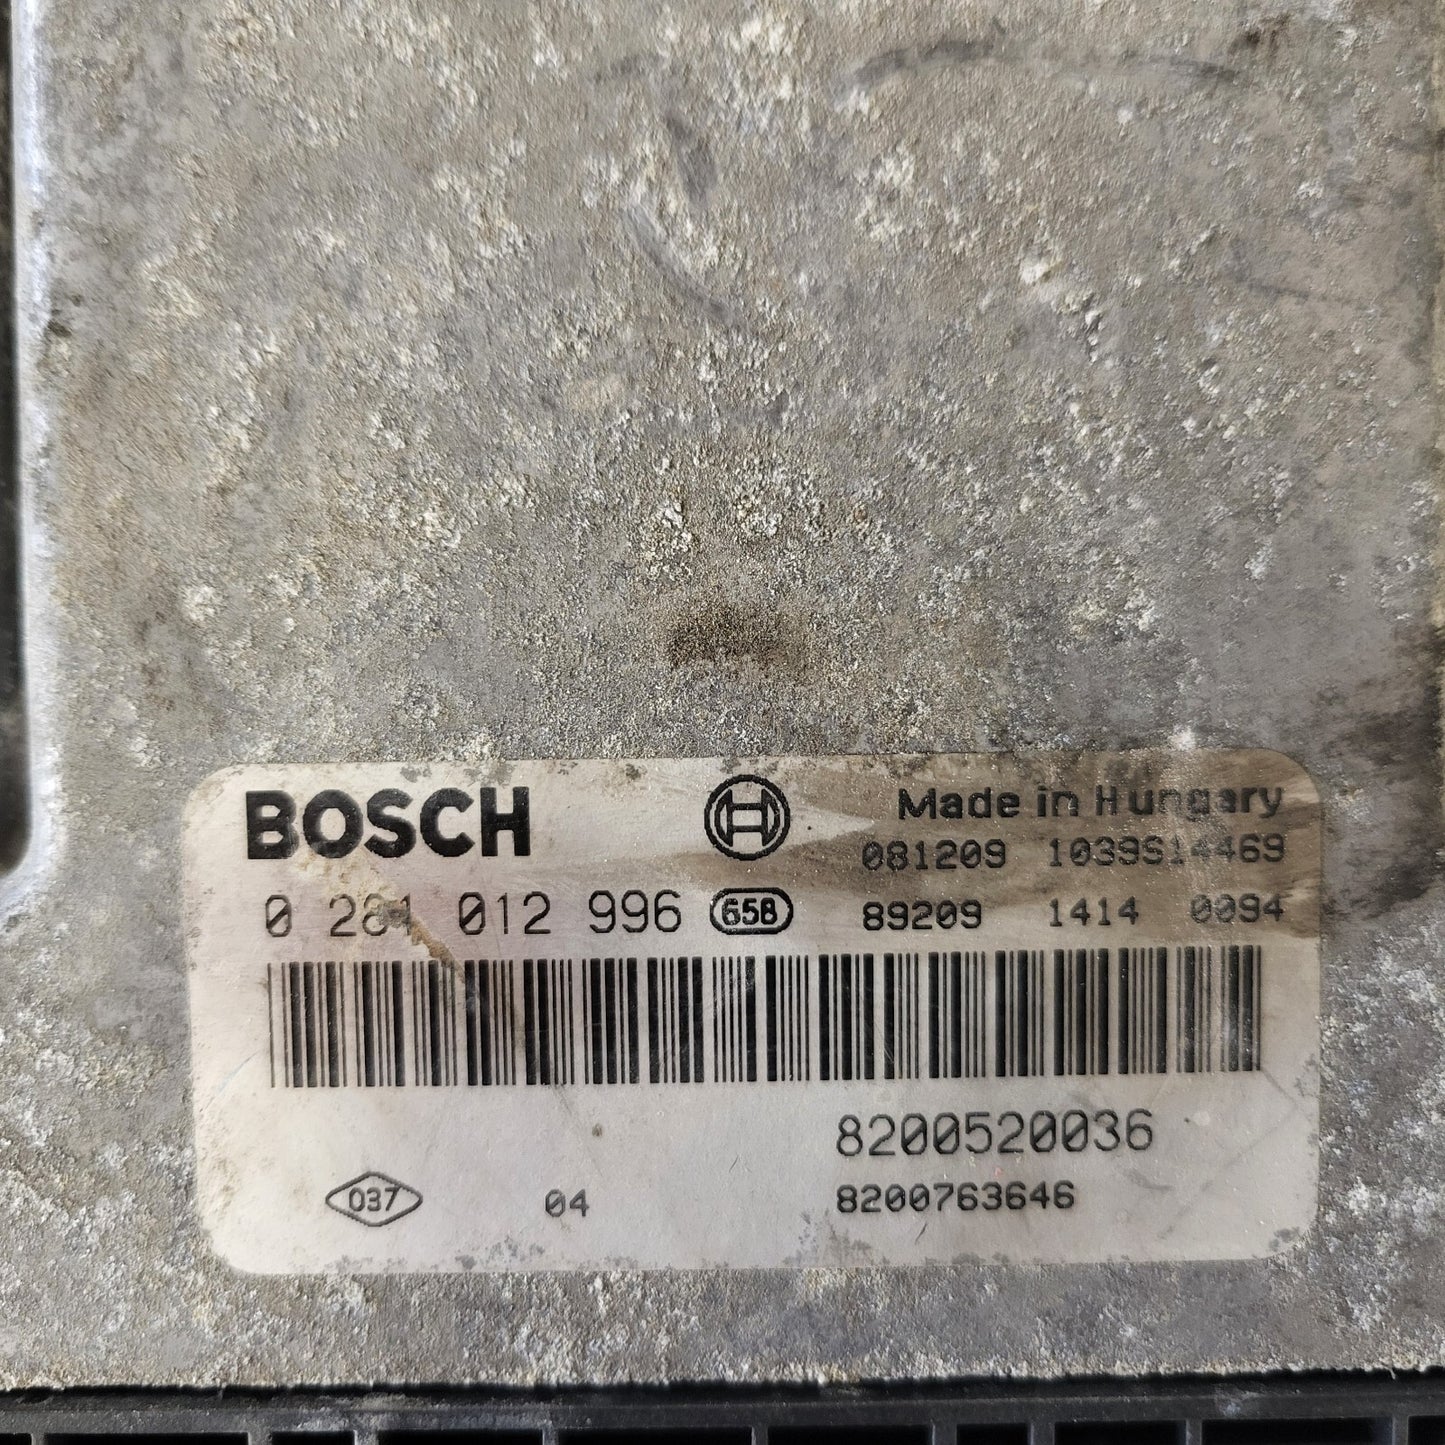 BOSCH
Made in Hungary
081209 1039S14469
0 281 012 996 658 89209 1414 0094
8200520036
037 04 8200763646